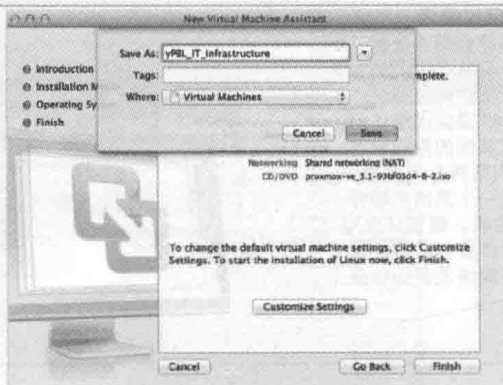 New Virtual Machine Assistant
Save As: yPBL_IT_Infrastructure
Tags:
Where: Virtual Machines
Cancel Save
Introduction
Installation M
Operating Sy
Finish
mplete.
Networking Shared networking (NAT)
CD/DVD proxmox-ve_3.1-93bf03d4-8-2.iso
To change the default virtual machine settings, click Customize
Settings. To start the installation of Linux now, click Finish.
Customize Settings
Cancel Go Back Finish